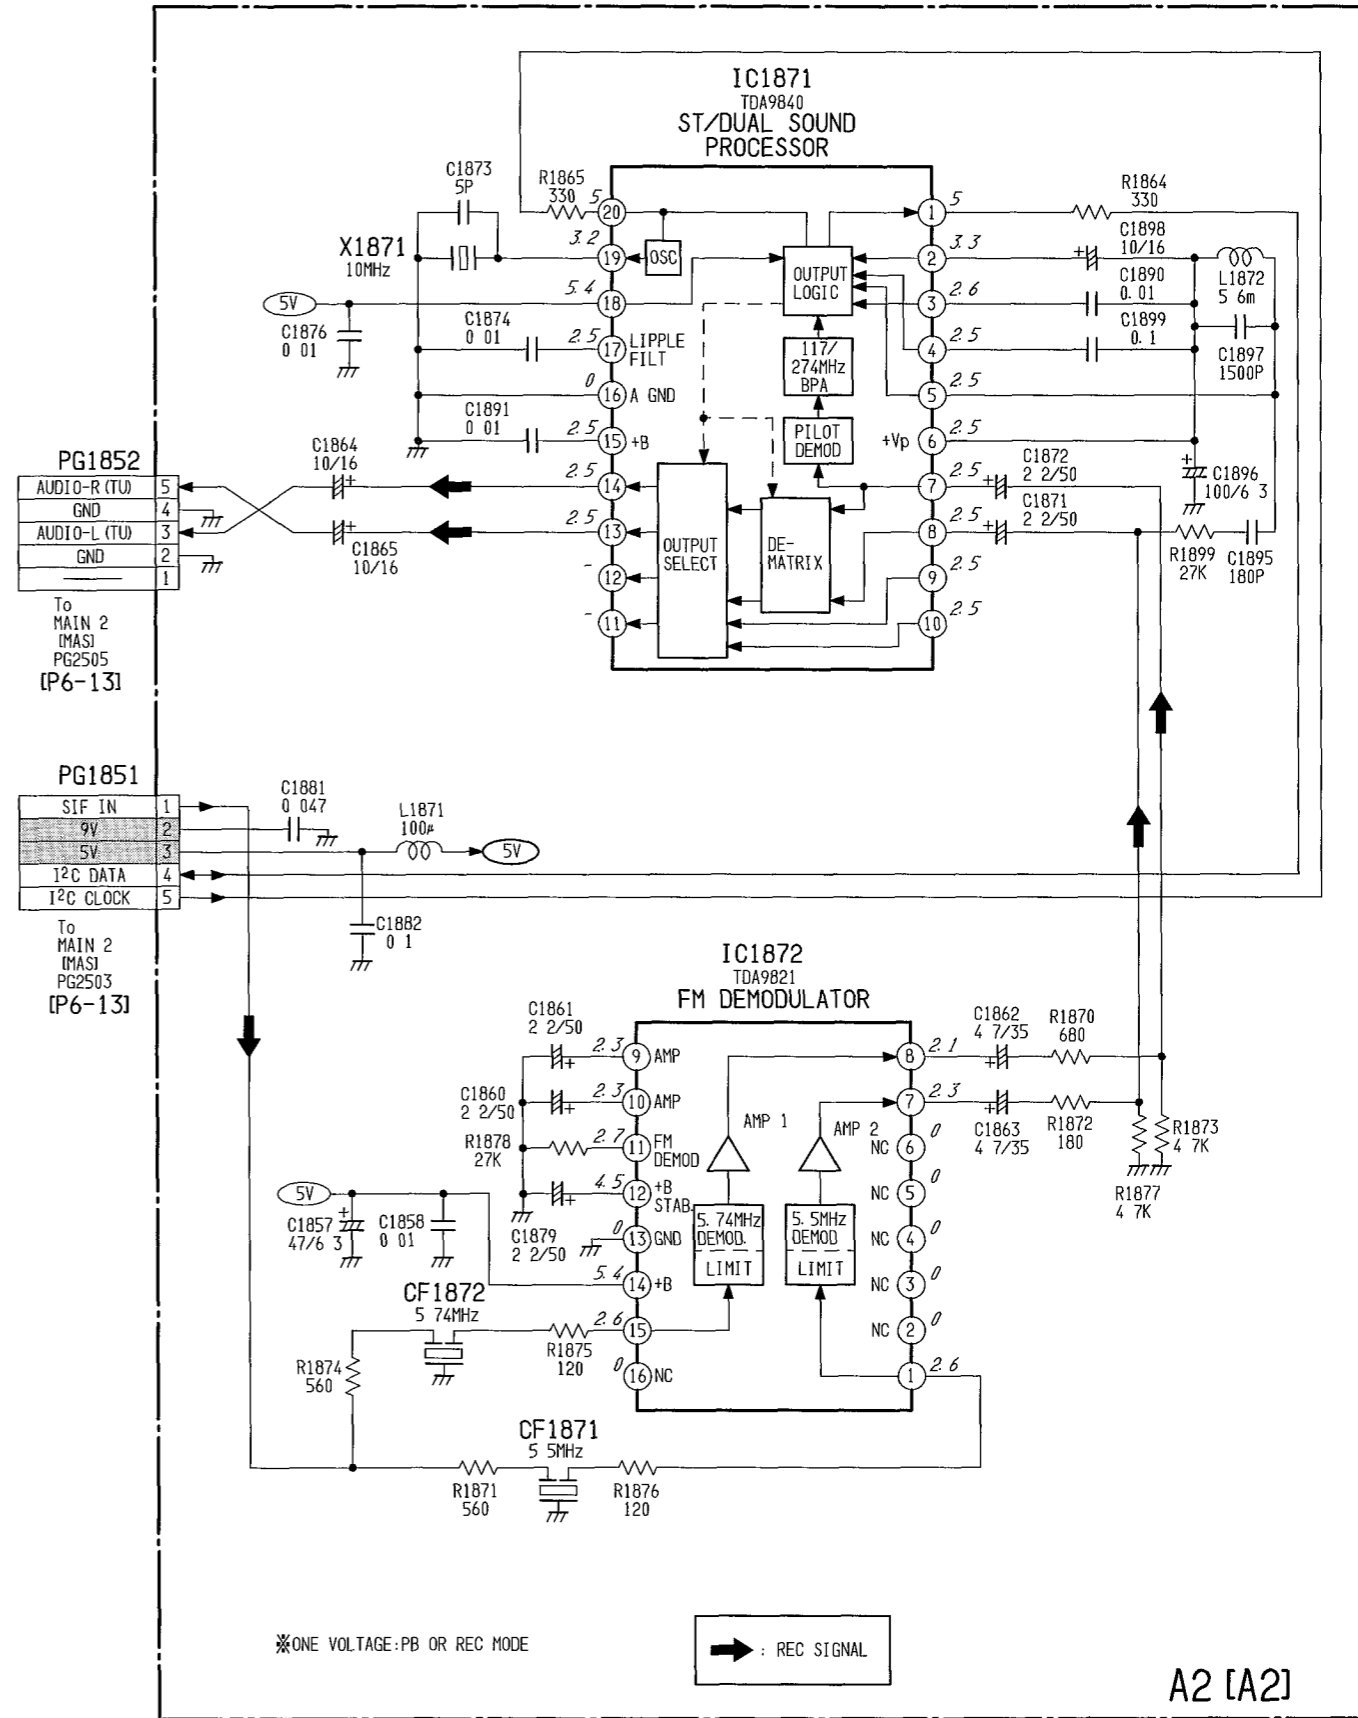 IC1871
TDA9840
ST/DUAL SOUND
PROCESSOR
C1873
5P
R1865
330
5
20
1
5
R1864
330
X1871
10MHz
3.2
19
OSC
OUTPUT
LOGIC
2
3.3
C1898
10/16
L1872
5 6m
5V
5.4
18
3
2.6
C1890
0.01
C1876
0 01
C1874
0 01
2.5
17
LIPPLE
FILT
117/
274MHz
BPA
4
2.5
C1899
0.1
C1897
1500P
0
16
A GND
5
2.5
C1891
0 01
2.5
15
+B
PILOT
DEMOD
+Vp
6
2.5
C1896
100/6 3
PG1852
AUDIO-R (TU) 5
GND 4
AUDIO-L (TU) 3
GND 2
1
To
MAIN 2
[MAS]
PG2505
[P6-13]
C1864
10/16
2.5
14
7
2.5
C1872
2 2/50
C1865
10/16
2.5
13
OUTPUT
SELECT
DE-
MATRIX
8
2.5
C1871
2 2/50
R1899
27K
C1895
180P
-
12
9
2.5
-
11
10
2.5
PG1851
SIF IN 1
9V 2
5V 3
I²C DATA 4
I²C CLOCK 5
To
MAIN 2
[MAS]
PG2503
[P6-13]
C1881
0 047
L1871
100μ
5V
C1882
0 1
IC1872
TDA9821
FM DEMODULATOR
C1861
2 2/50
2.3
9
AMP
8
2.1
C1862
4 7/35
R1870
680
C1860
2 2/50
2.3
10
AMP
AMP 1
AMP 2
7
2.3
C1863
4 7/35
R1872
180
R1873
4 7K
R1877
4 7K
R1878
27K
2.7
11
FM
DEMOD
NC
6
0
5V
C1857
47/6 3
C1858
0 01
C1879
2 2/50
4.5
12
+B
STAB.
NC
5
0
0
13
GND
5.74MHz
DEMOD.
LIMIT
5.5MHz
DEMOD
LIMIT
NC
4
0
5.4
14
+B
NC
3
0
CF1872
5 74MHz
R1875
120
2.6
15
NC
2
0
R1874
560
0
16
NC
1
2.6
CF1871
5 5MHz
R1871
560
R1876
120
※ONE VOLTAGE:PB OR REC MODE
: REC SIGNAL
A2 [A2]